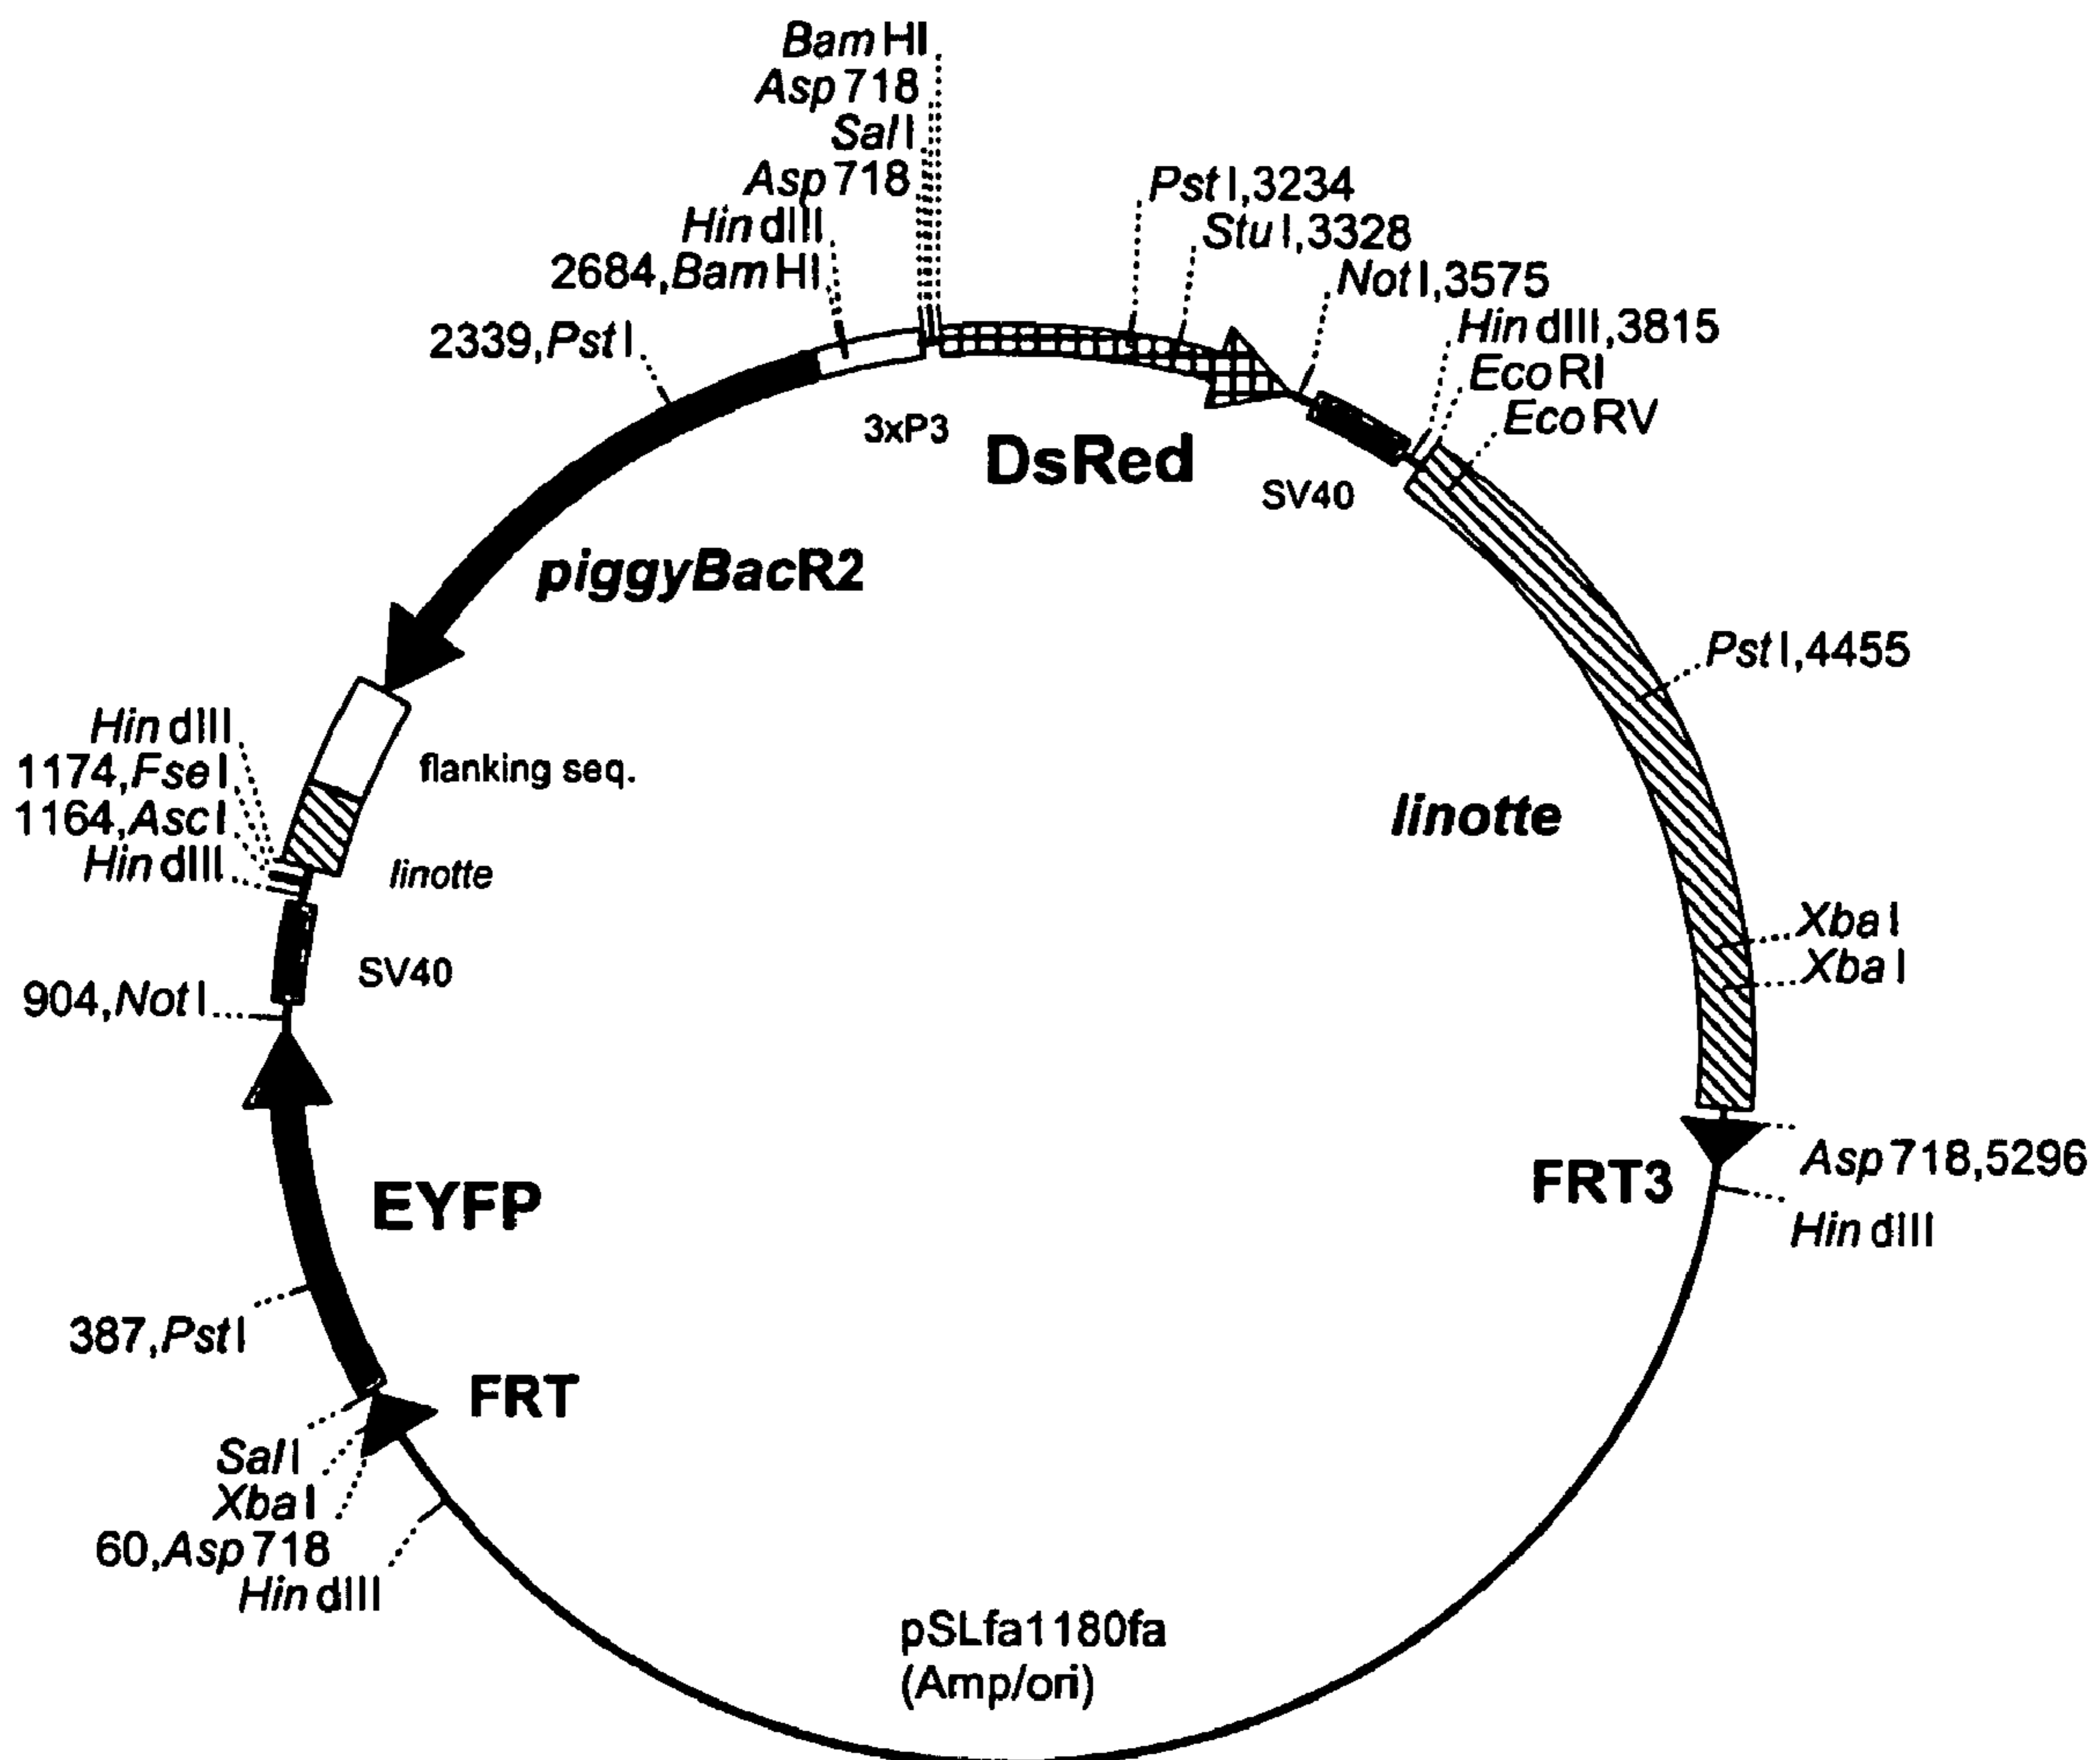 BamHI
Asp718
SalI
Asp718
HindIII
2684,BamHI
2339,PstI
PstI,3234
StuI,3328
NotI,3575
HindIII,3815
EcoRI
EcoRV
3xP3
DsRed
SV40
piggyBacR2
PstI,4455
HindIII
1174,FseI
1164,AscI
HindIII
flanking seq.
linotte
linotte
XbaI
XbaI
SV40
904,NotI
Asp718,5296
FRT3
HindIII
EYFP
387,PstI
FRT
SalI
XbaI
60,Asp718
HindIII
pSLfa1180fa
(Amp/ori)